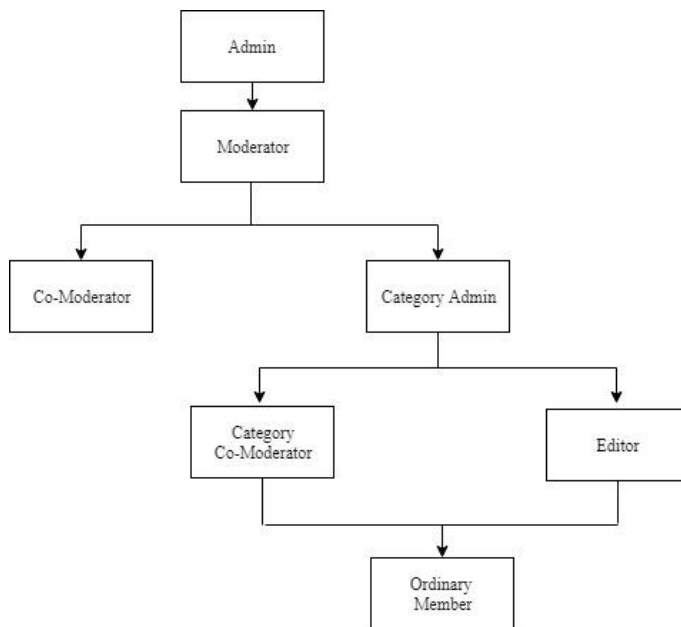 Admin
Moderator
Co-Moderator
Category Admin
Category
Co-Moderator
Editor
Ordinary
Member